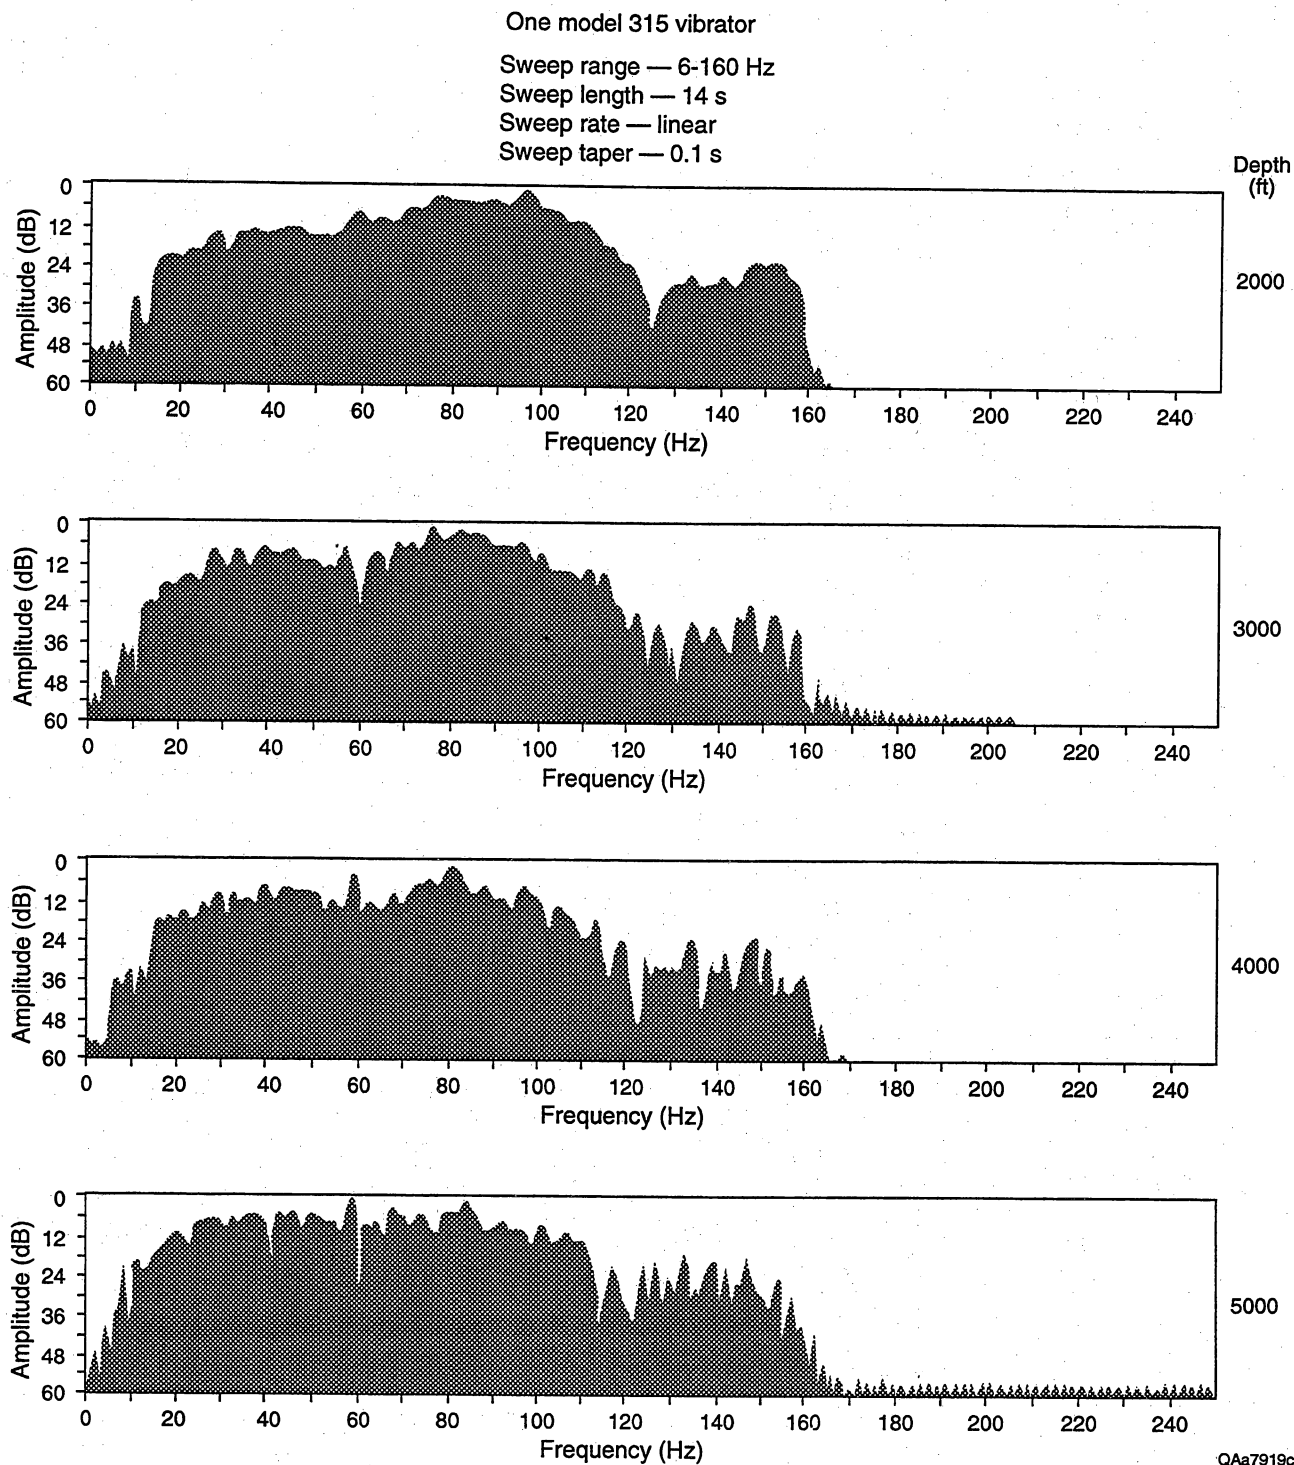 One model 315 vibrator
Sweep range — 6-160 Hz
Sweep length — 14 s
Sweep rate — linear
Sweep taper — 0.1 s
Depth
(ft)
Amplitude (dB)
0
12
24
36
48
60
2000
0 20 40 60 80 100 120 140 160 180 200 220 240
Frequency (Hz)
Amplitude (dB)
0
12
24
36
48
60
3000
0 20 40 60 80 100 120 140 160 180 200 220 240
Frequency (Hz)
Amplitude (dB)
0
12
24
36
48
60
4000
0 20 40 60 80 100 120 140 160 180 200 220 240
Frequency (Hz)
Amplitude (dB)
0
12
24
36
48
60
5000
0 20 40 60 80 100 120 140 160 180 200 220 240
Frequency (Hz)
QAa7919c